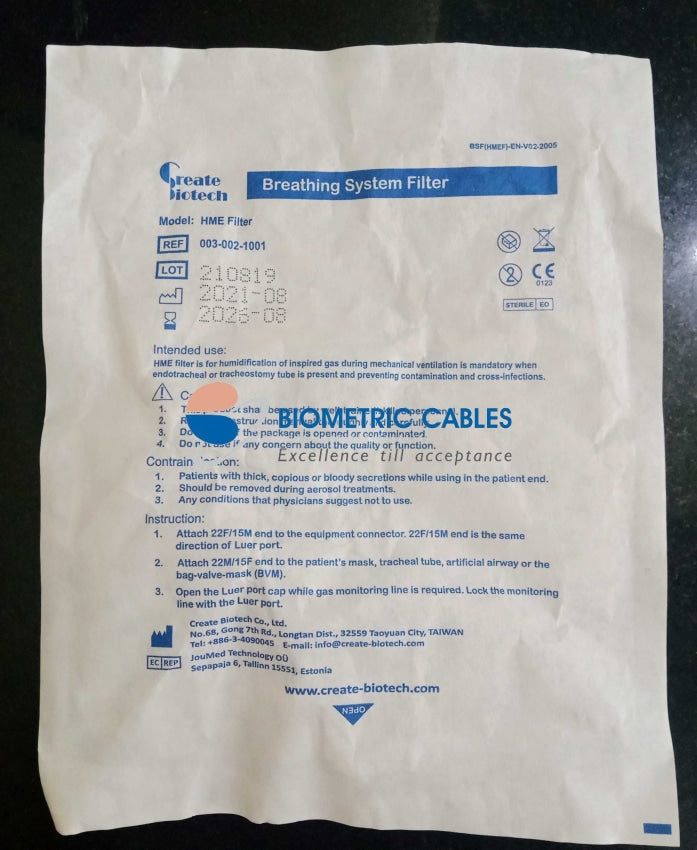 BSF(HMEF)-EN-V02-2005
Create
Biotech
Breathing System Filter
Model: HME Filter
REF 003-002-1001
LOT 210819
2021-08
2026-08
2
CE
0123
STERILE EO
Intended use:
HME filter is for humidification of inspired gas during mechanical ventilation is mandatory when
endotracheal or tracheostomy tube is present and preventing contamination and cross-infections.
1.
2.
3. the package is opened or contaminated.
4. any concern about the quality or function.
BIOMETRIC CABLES
Excellence till acceptance
1. Patients with thick, copious or bloody secretions while using in the patient end.
2. Should be removed during aerosol treatments.
3. Any conditions that physicians suggest not to use.
Instruction:
1. Attach 22F/15M end to the equipment connector. 22F/15M end is the same
direction of Luer port.
2. Attach 22M/15F end to the patient's mask, tracheal tube, artificial airway or the
bag-valve-mask (BVM).
3. Open the Luer port cap while gas monitoring line is required. Lock the monitoring
line with the Luer port.
Create Biotech Co., Ltd.
No.68, Gong 7th Rd., Longtan Dist., 32559 Taoyuan City, TAIWAN
Tel: +886-3-4090045 E-mail: info@create-biotech.com
EC REP JouMed Technology OÜ
Sepapaja 6, Tallinn 15551, Estonia
www.create-biotech.com
OPEN